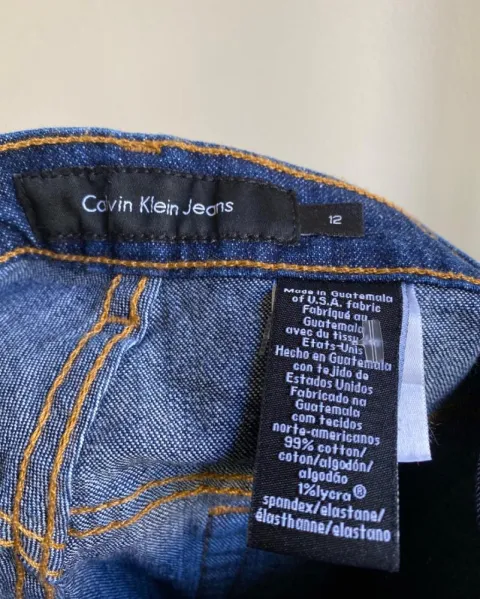 Calvin Klein Jeans
12
Made in Guatemala
of U.S.A. fabric
Fabriqué au
Guatemala
avec du tissu
Etats-Unis
Hecho en Guatemala
con tejido de
Estados Unidos
Fabricado na
Guatemala
com tecidos
norte-americanos
99% cotton/
coton/algodón/
algodão
1%lycra®
spandex/elastane/
élasthanne/elastano